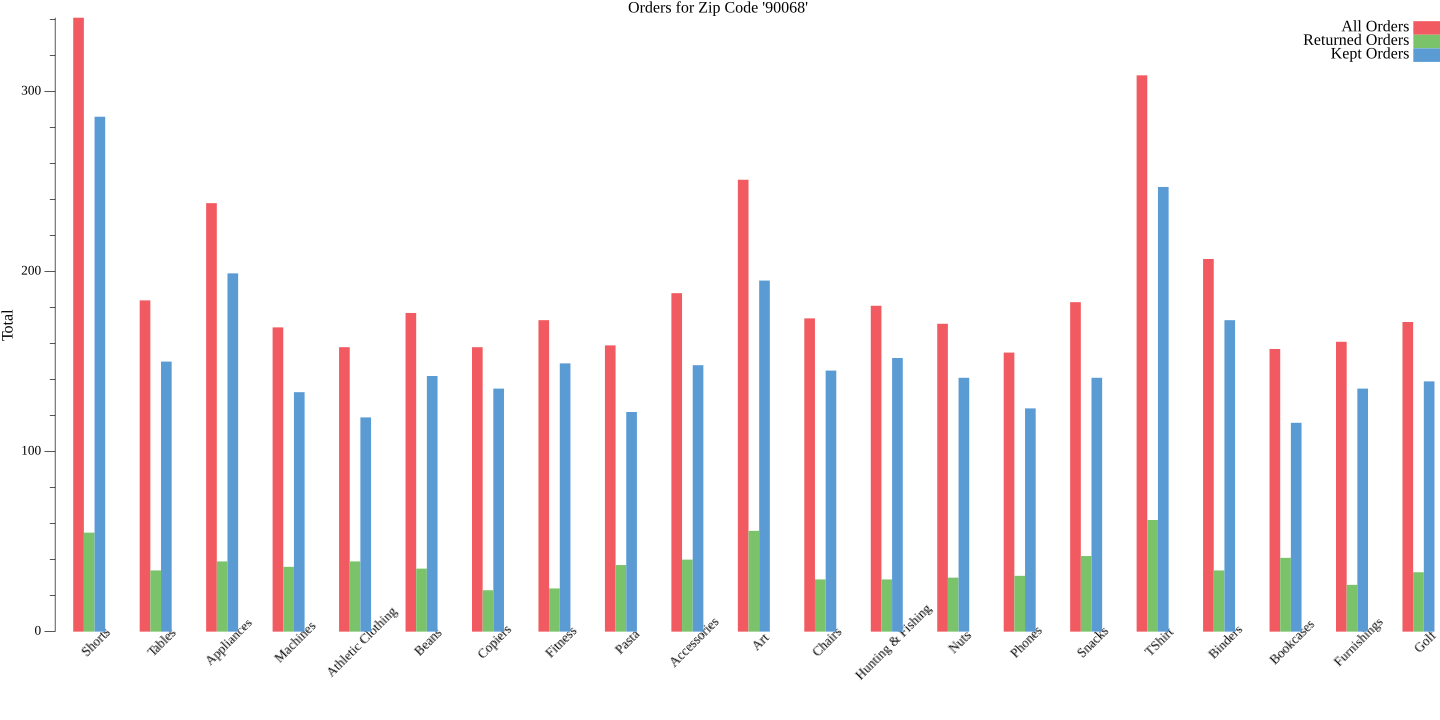 Orders for Zip Code '90068'
All Orders
Returned Orders
Kept Orders
Total
300
200
100
0
Shorts
Tables
Appliances
Machines
Athletic Clothing
Beans
Copiers
Fitness
Pasta
Accessories
Art
Chairs
Hunting & Fishing
Nuts
Phones
Snacks
TShirt
Binders
Bookcases
Furnishings
Golf